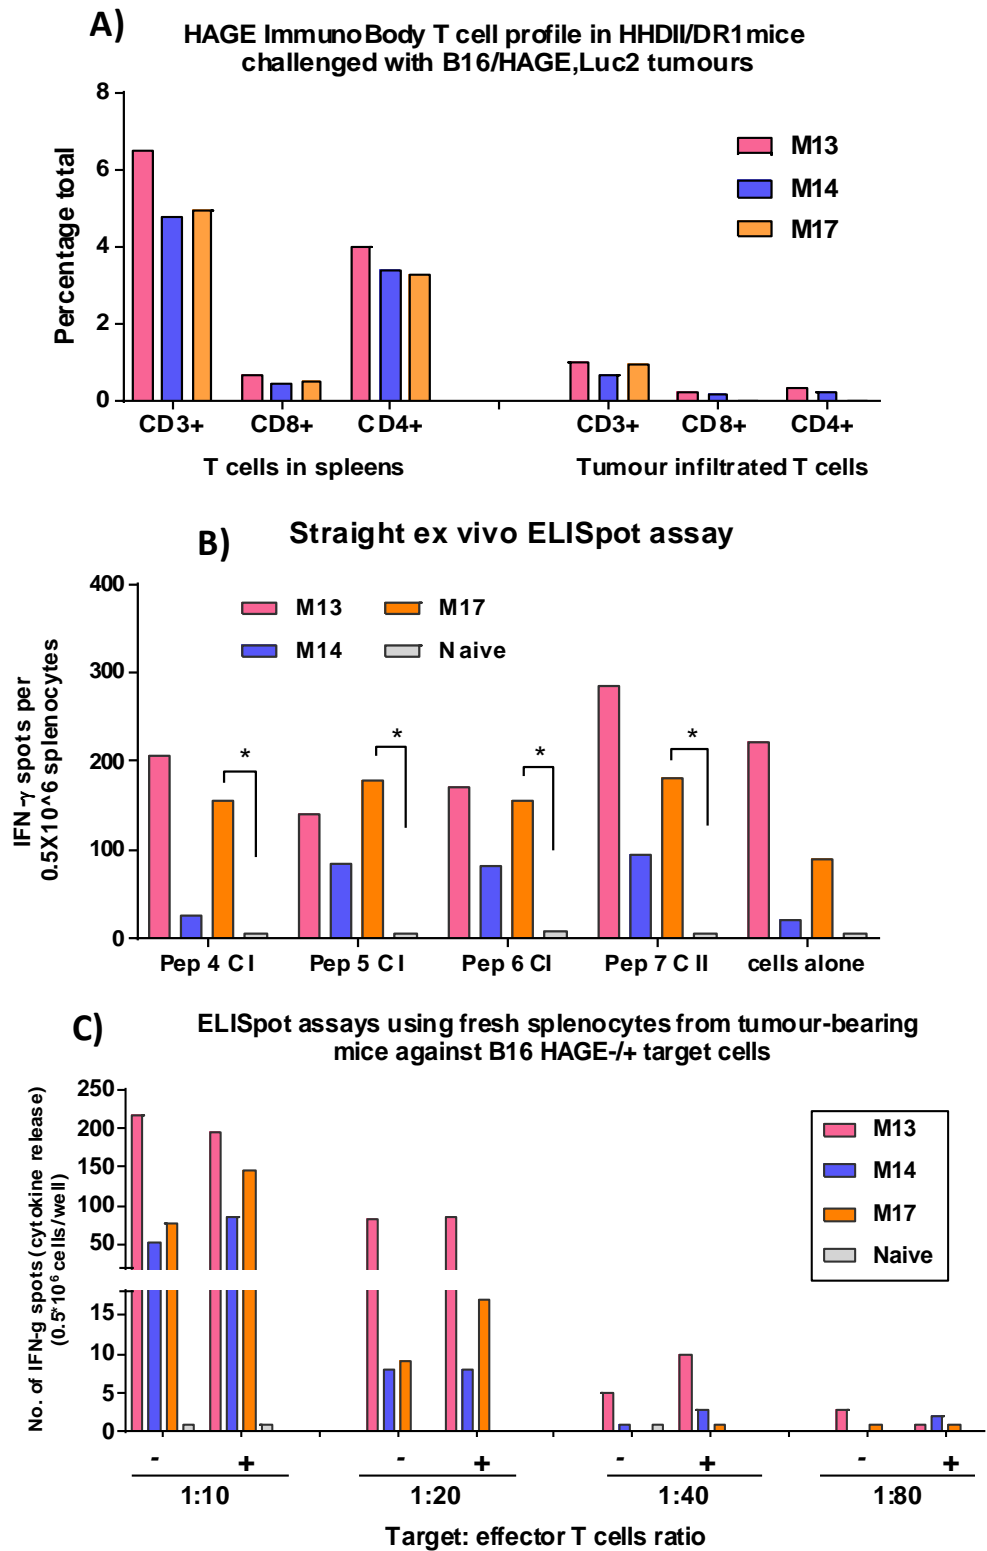 A)
HAGE ImmunoBody T cell profile in HHDII/DR1 mice
challenged with B16/HAGE,Luc2 tumours
Percentage total
8
6
4
2
0
M13
M14
M17
CD3+ CD8+ CD4+ CD3+ CD8+ CD4+
T cells in spleens Tumour infiltrated T cells
B)
Straight ex vivo ELISpot assay
IFN-γ spots per
0.5X10^6 splenocytes
400
300
200
100
0
M13 M17
M14 Naive
* * * *
Pep 4 C I Pep 5 C I Pep 6 CI Pep 7 C II cells alone
C)
ELISpot assays using fresh splenocytes from tumour-bearing
mice against B16 HAGE-/+ target cells
No. of IFN-g spots (cytokine release)
(0.5*10⁶ cells/well)
250
200
150
100
50
15
10
5
0
M13
M14
M17
Naive
- + - + - + - +
1:10 1:20 1:40 1:80
Target: effector T cells ratio